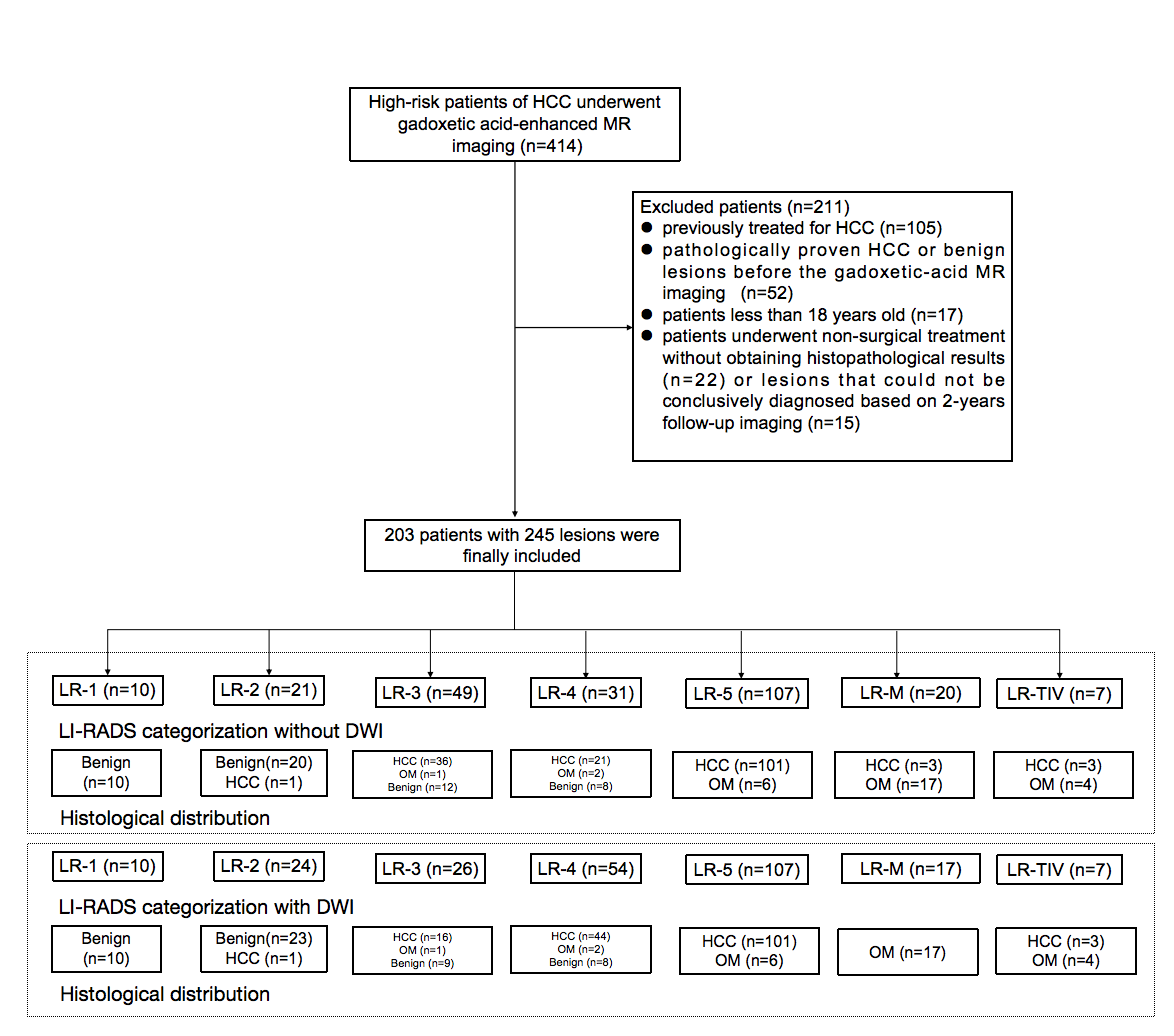 High-risk patients of HCC underwent
gadoxetic acid-enhanced MR
imaging (n=414)
Excluded patients (n=211)
● previously treated for HCC (n=105)
● pathologically proven HCC or benign
lesions before the gadoxetic-acid MR
imaging (n=52)
● patients less than 18 years old (n=17)
● patients underwent non-surgical treatment
without obtaining histopathological results
(n=22) or lesions that could not be
conclusively diagnosed based on 2-years
follow-up imaging (n=15)
203 patients with 245 lesions were
finally included
LR-1 (n=10)
LR-2 (n=21)
LR-3 (n=49)
LR-4 (n=31)
LR-5 (n=107)
LR-M (n=20)
LR-TIV (n=7)
LI-RADS categorization without DWI
Benign
(n=10)
Benign(n=20)
HCC (n=1)
HCC (n=36)
OM (n=1)
Benign (n=12)
HCC (n=21)
OM (n=2)
Benign (n=8)
HCC (n=101)
OM (n=6)
HCC (n=3)
OM (n=17)
HCC (n=3)
OM (n=4)
Histological distribution
LR-1 (n=10)
LR-2 (n=24)
LR-3 (n=26)
LR-4 (n=54)
LR-5 (n=107)
LR-M (n=17)
LR-TIV (n=7)
LI-RADS categorization with DWI
Benign
(n=10)
Benign(n=23)
HCC (n=1)
HCC (n=16)
OM (n=1)
Benign (n=9)
HCC (n=44)
OM (n=2)
Benign (n=8)
HCC (n=101)
OM (n=6)
OM (n=17)
HCC (n=3)
OM (n=4)
Histological distribution